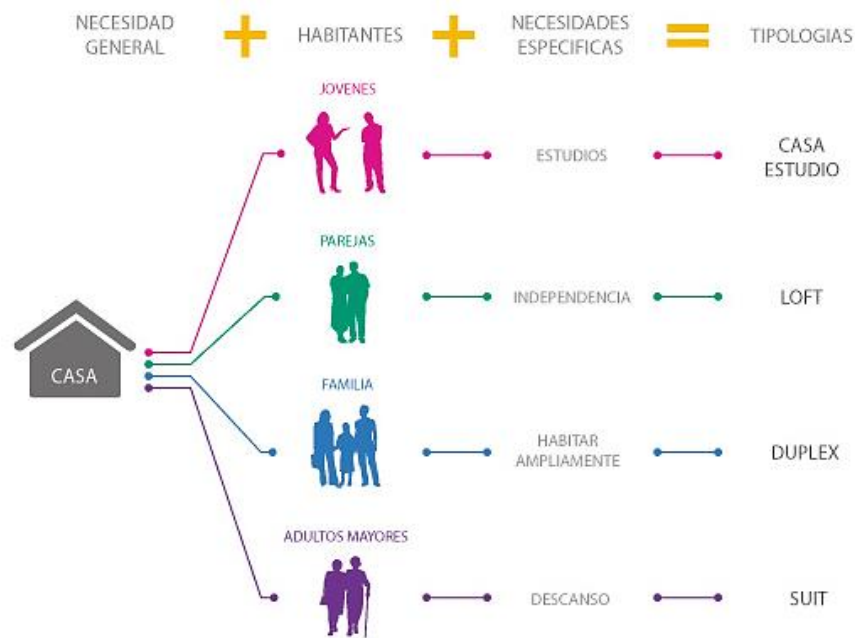 NECESIDAD
GENERAL
+
HABITANTES
+
NECESIDADES
ESPECIFICAS
=
TIPOLOGIAS
CASA
JOVENES
ESTUDIOS
CASA
ESTUDIO
PAREJAS
INDEPENDENCIA
LOFT
FAMILIA
HABITAR
AMPLIAMENTE
DUPLEX
ADULTOS MAYORES
DESCANSO
SUIT